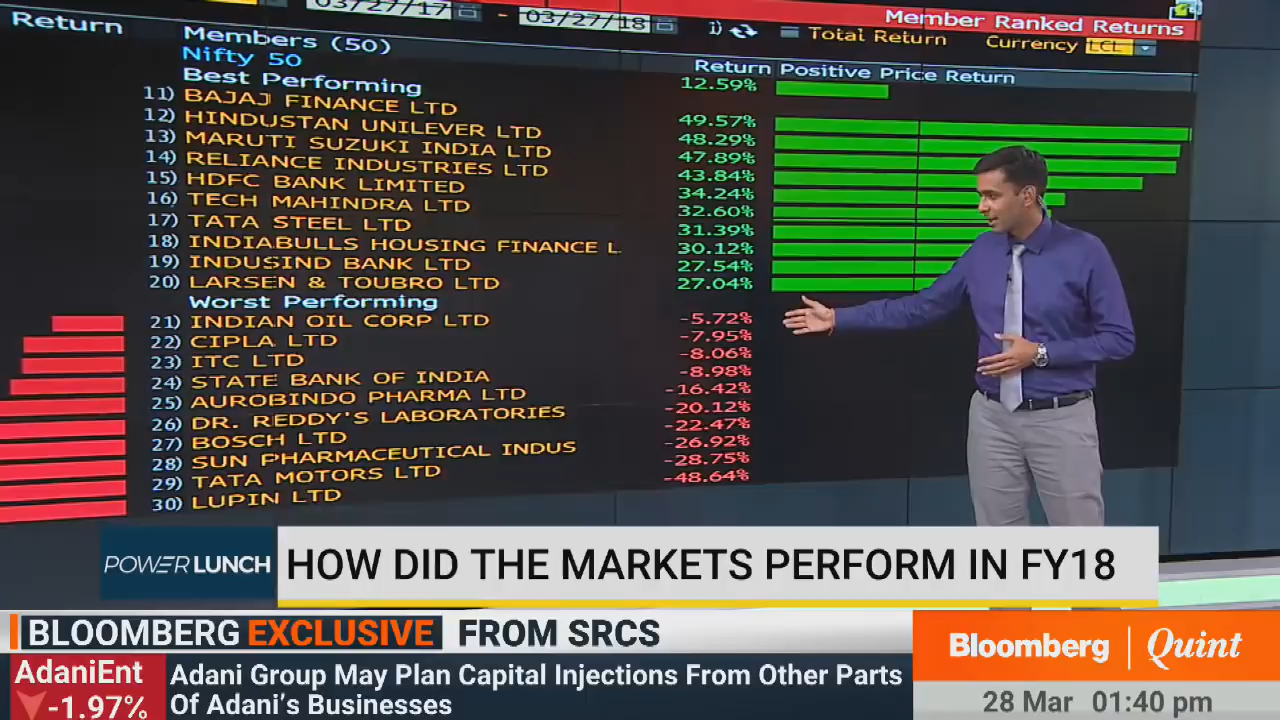 03/27/17 - 03/27/18 1)
Member Ranked Returns
Return Members (50) Total Return Currency LCL
Nifty 50 Return Positive Price Return
Best Performing 12.59%
11) BAJAJ FINANCE LTD 49.57%
12) HINDUSTAN UNILEVER LTD 48.29%
13) MARUTI SUZUKI INDIA LTD 47.89%
14) RELIANCE INDUSTRIES LTD 43.84%
15) HDFC BANK LIMITED 34.24%
16) TECH MAHINDRA LTD 32.60%
17) TATA STEEL LTD 31.39%
18) INDIABULLS HOUSING FINANCE L 30.12%
19) INDUSIND BANK LTD 27.54%
20) LARSEN & TOUBRO LTD 27.04%
Worst Performing
21) INDIAN OIL CORP LTD -5.72%
22) CIPLA LTD -7.95%
23) ITC LTD -8.06%
24) STATE BANK OF INDIA -8.98%
25) AUROBINDO PHARMA LTD -16.42%
26) DR. REDDY'S LABORATORIES -20.12%
27) BOSCH LTD -22.47%
28) SUN PHARMACEUTICAL INDUS -26.92%
29) TATA MOTORS LTD -28.75%
30) LUPIN LTD -48.64%
POWER LUNCH HOW DID THE MARKETS PERFORM IN FY18
BLOOMBERG EXCLUSIVE FROM SRCS
AdaniEnt
-1.97%
Adani Group May Plan Capital Injections From Other Parts
Of Adani's Businesses
Bloomberg | Quint
28 Mar 01:40 pm